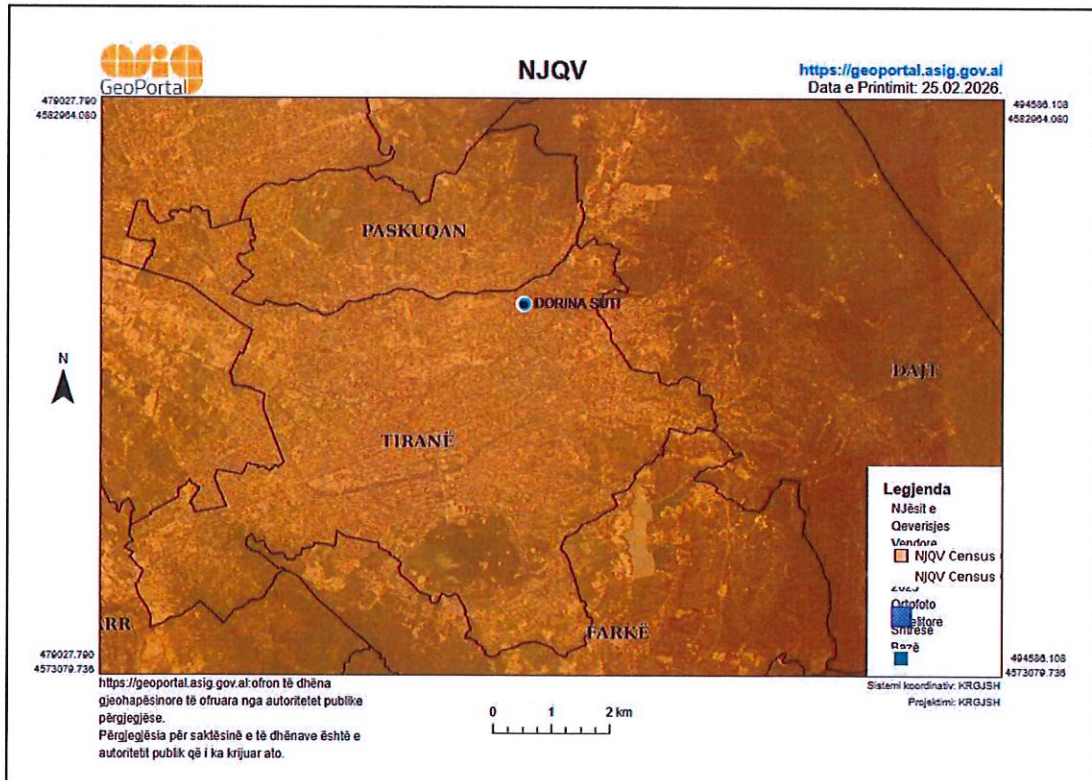 asig
GeoPortal
NJQV
https://geoportal.asig.gov.al
Data e Printimit: 25.02.2026.
479027.790
4582964.080
494586.108
4582964.080
PASKUQAN
DORINA SUTI
N
DAJT
TIRANË
Legjenda
NJësit e
Qeverisjes
Vendore
NJQV Census
NJQV Census
2023
Ortofoto
Shtresë
Bazë
ARR
FARKË
479027.790
4573079.736
494586.108
4573079.736
https://geoportal.asig.gov.al:ofron të dhëna
gjeohapësinore të ofruara nga autoritetet publike
përgjegjëse.
Përgjegjësia për saktësinë e të dhënave është e
autoritetit publik që i ka krijuar ato.
0 1 2 km
Sistemi koordinativ: KRGJSH
Projektimi: KRGJSH